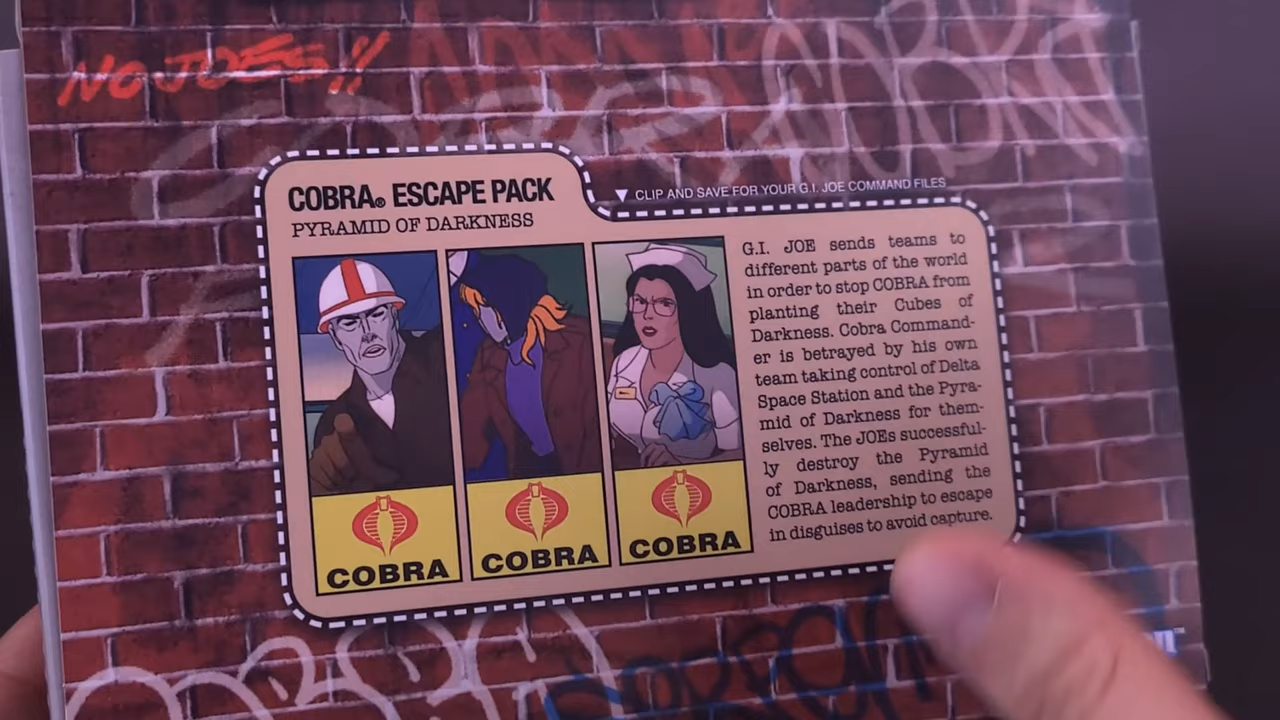 NO JOES!!
COBRA® ESCAPE PACK
PYRAMID OF DARKNESS
▼ CLIP AND SAVE FOR YOUR G.I. JOE COMMAND FILES
G.I. JOE sends teams to
different parts of the world
in order to stop COBRA from
planting their Cubes of
Darkness. Cobra Command-
er is betrayed by his own
team taking control of Delta
Space Station and the Pyra-
mid of Darkness for them-
selves. The JOEs successful-
ly destroy the Pyramid
of Darkness, sending the
COBRA leadership to escape
in disguises to avoid capture.
COBRA
COBRA
COBRA